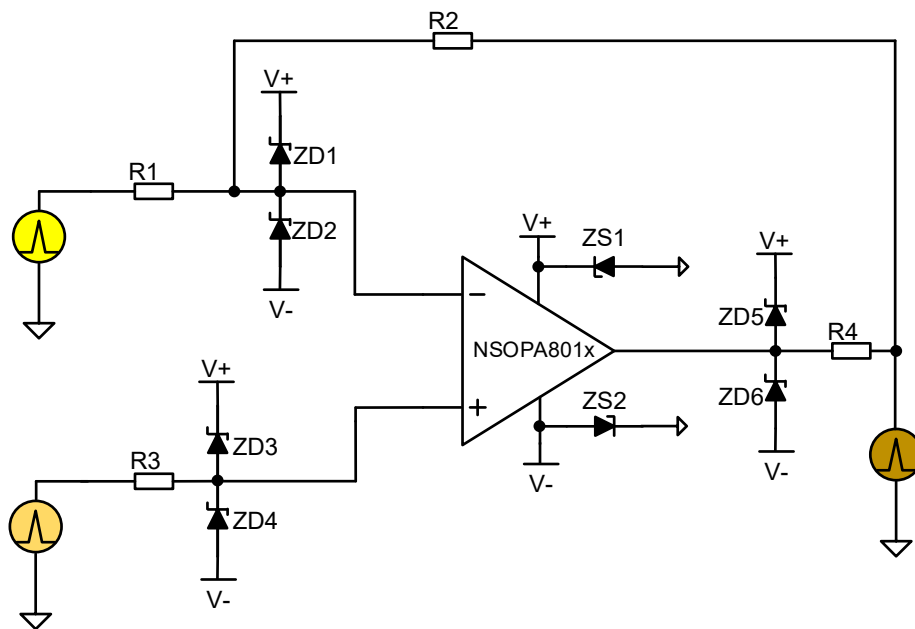 R2
V+
ZD1
R1
ZD2
V+
ZS1
V+
V-
−
ZD5
R4
NSOPA801x
V+
ZD6
ZS2
+
ZD3
R3
V-
V-
ZD4
V-